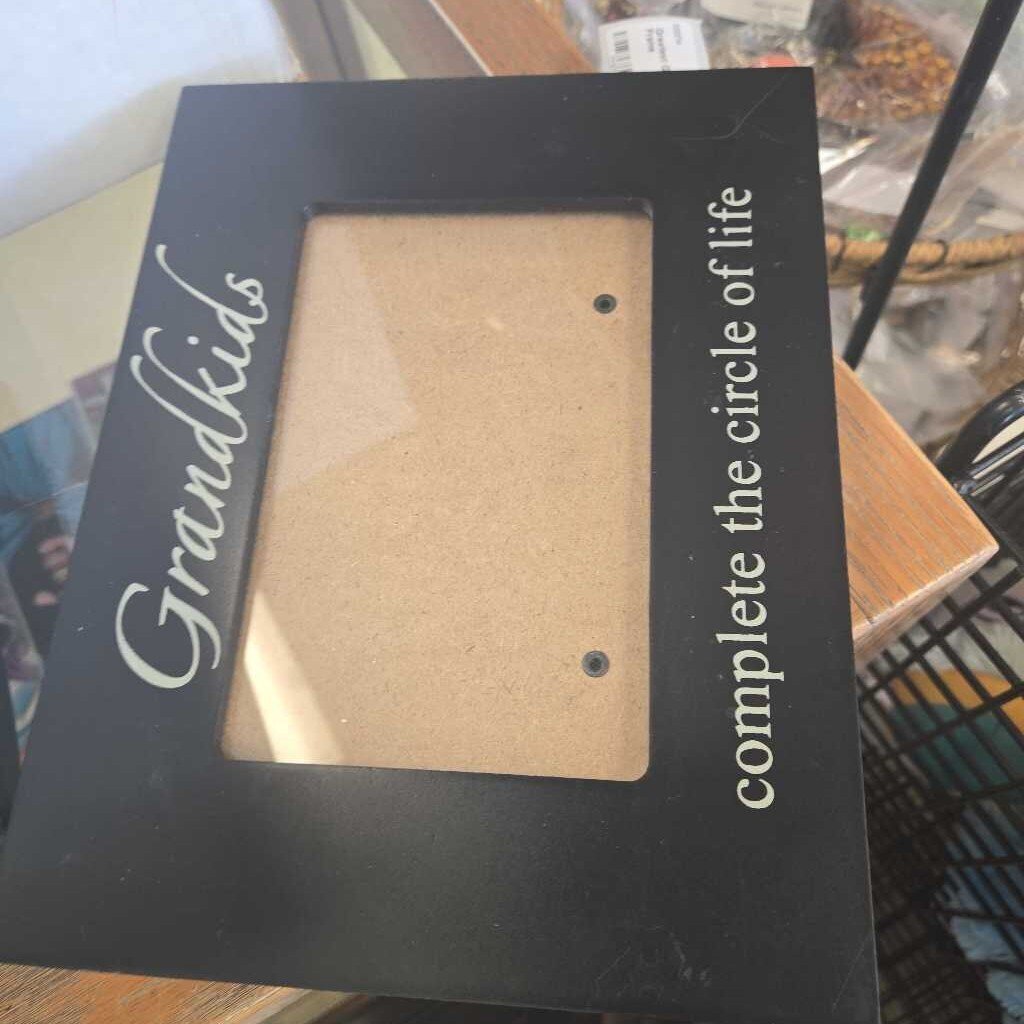 Grandkids
complete the circle of life